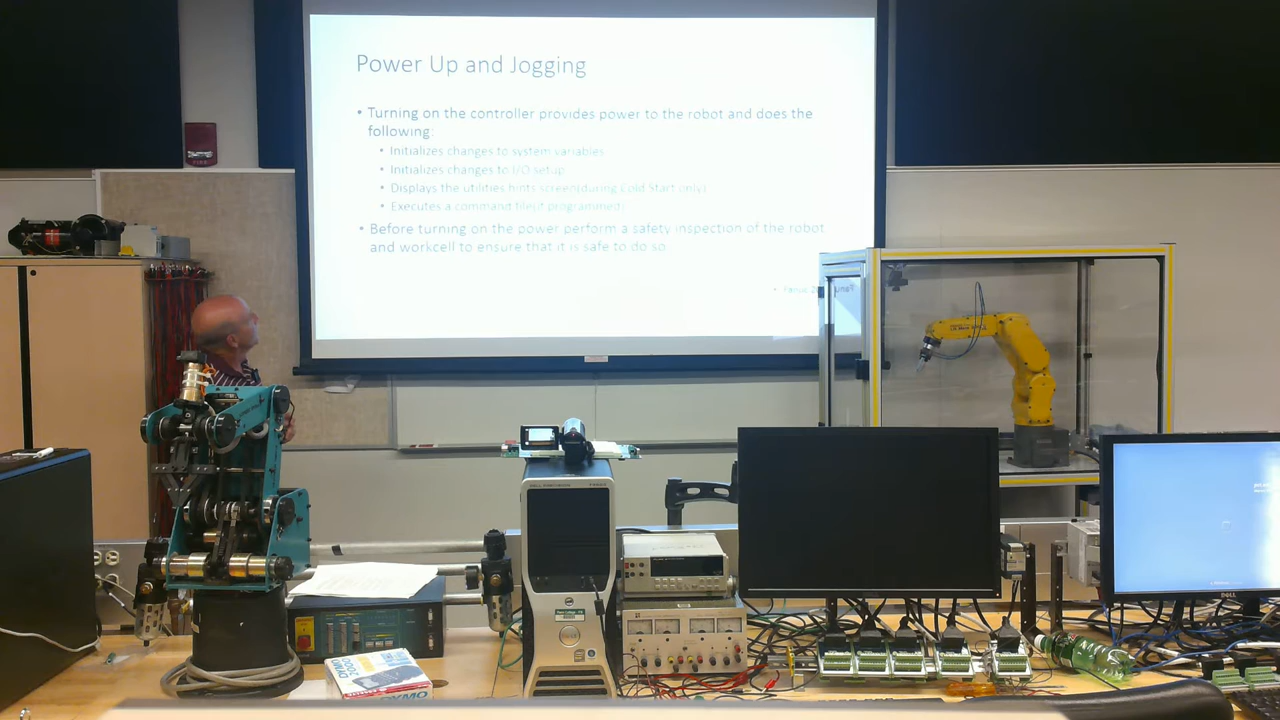 Power Up and Jogging
• Turning on the controller provides power to the robot and does the
following:
• Initializes changes to system variables
• Initializes changes to I/O setup
• Displays the utilities hints screen(during Cold Start only)
• Executes a command file(if programmed)
• Before turning on the power perform a safety inspection of the robot
and workcell to ensure that it is safe to do so
FIRE
DELL
DYMO